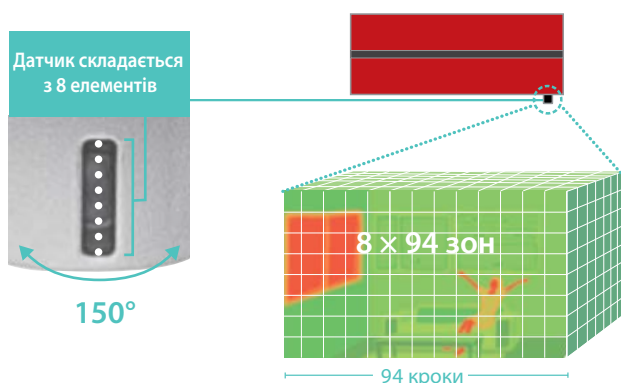 Датчик складається
з 8 елементів
150°
8 × 94 зон
94 кроки